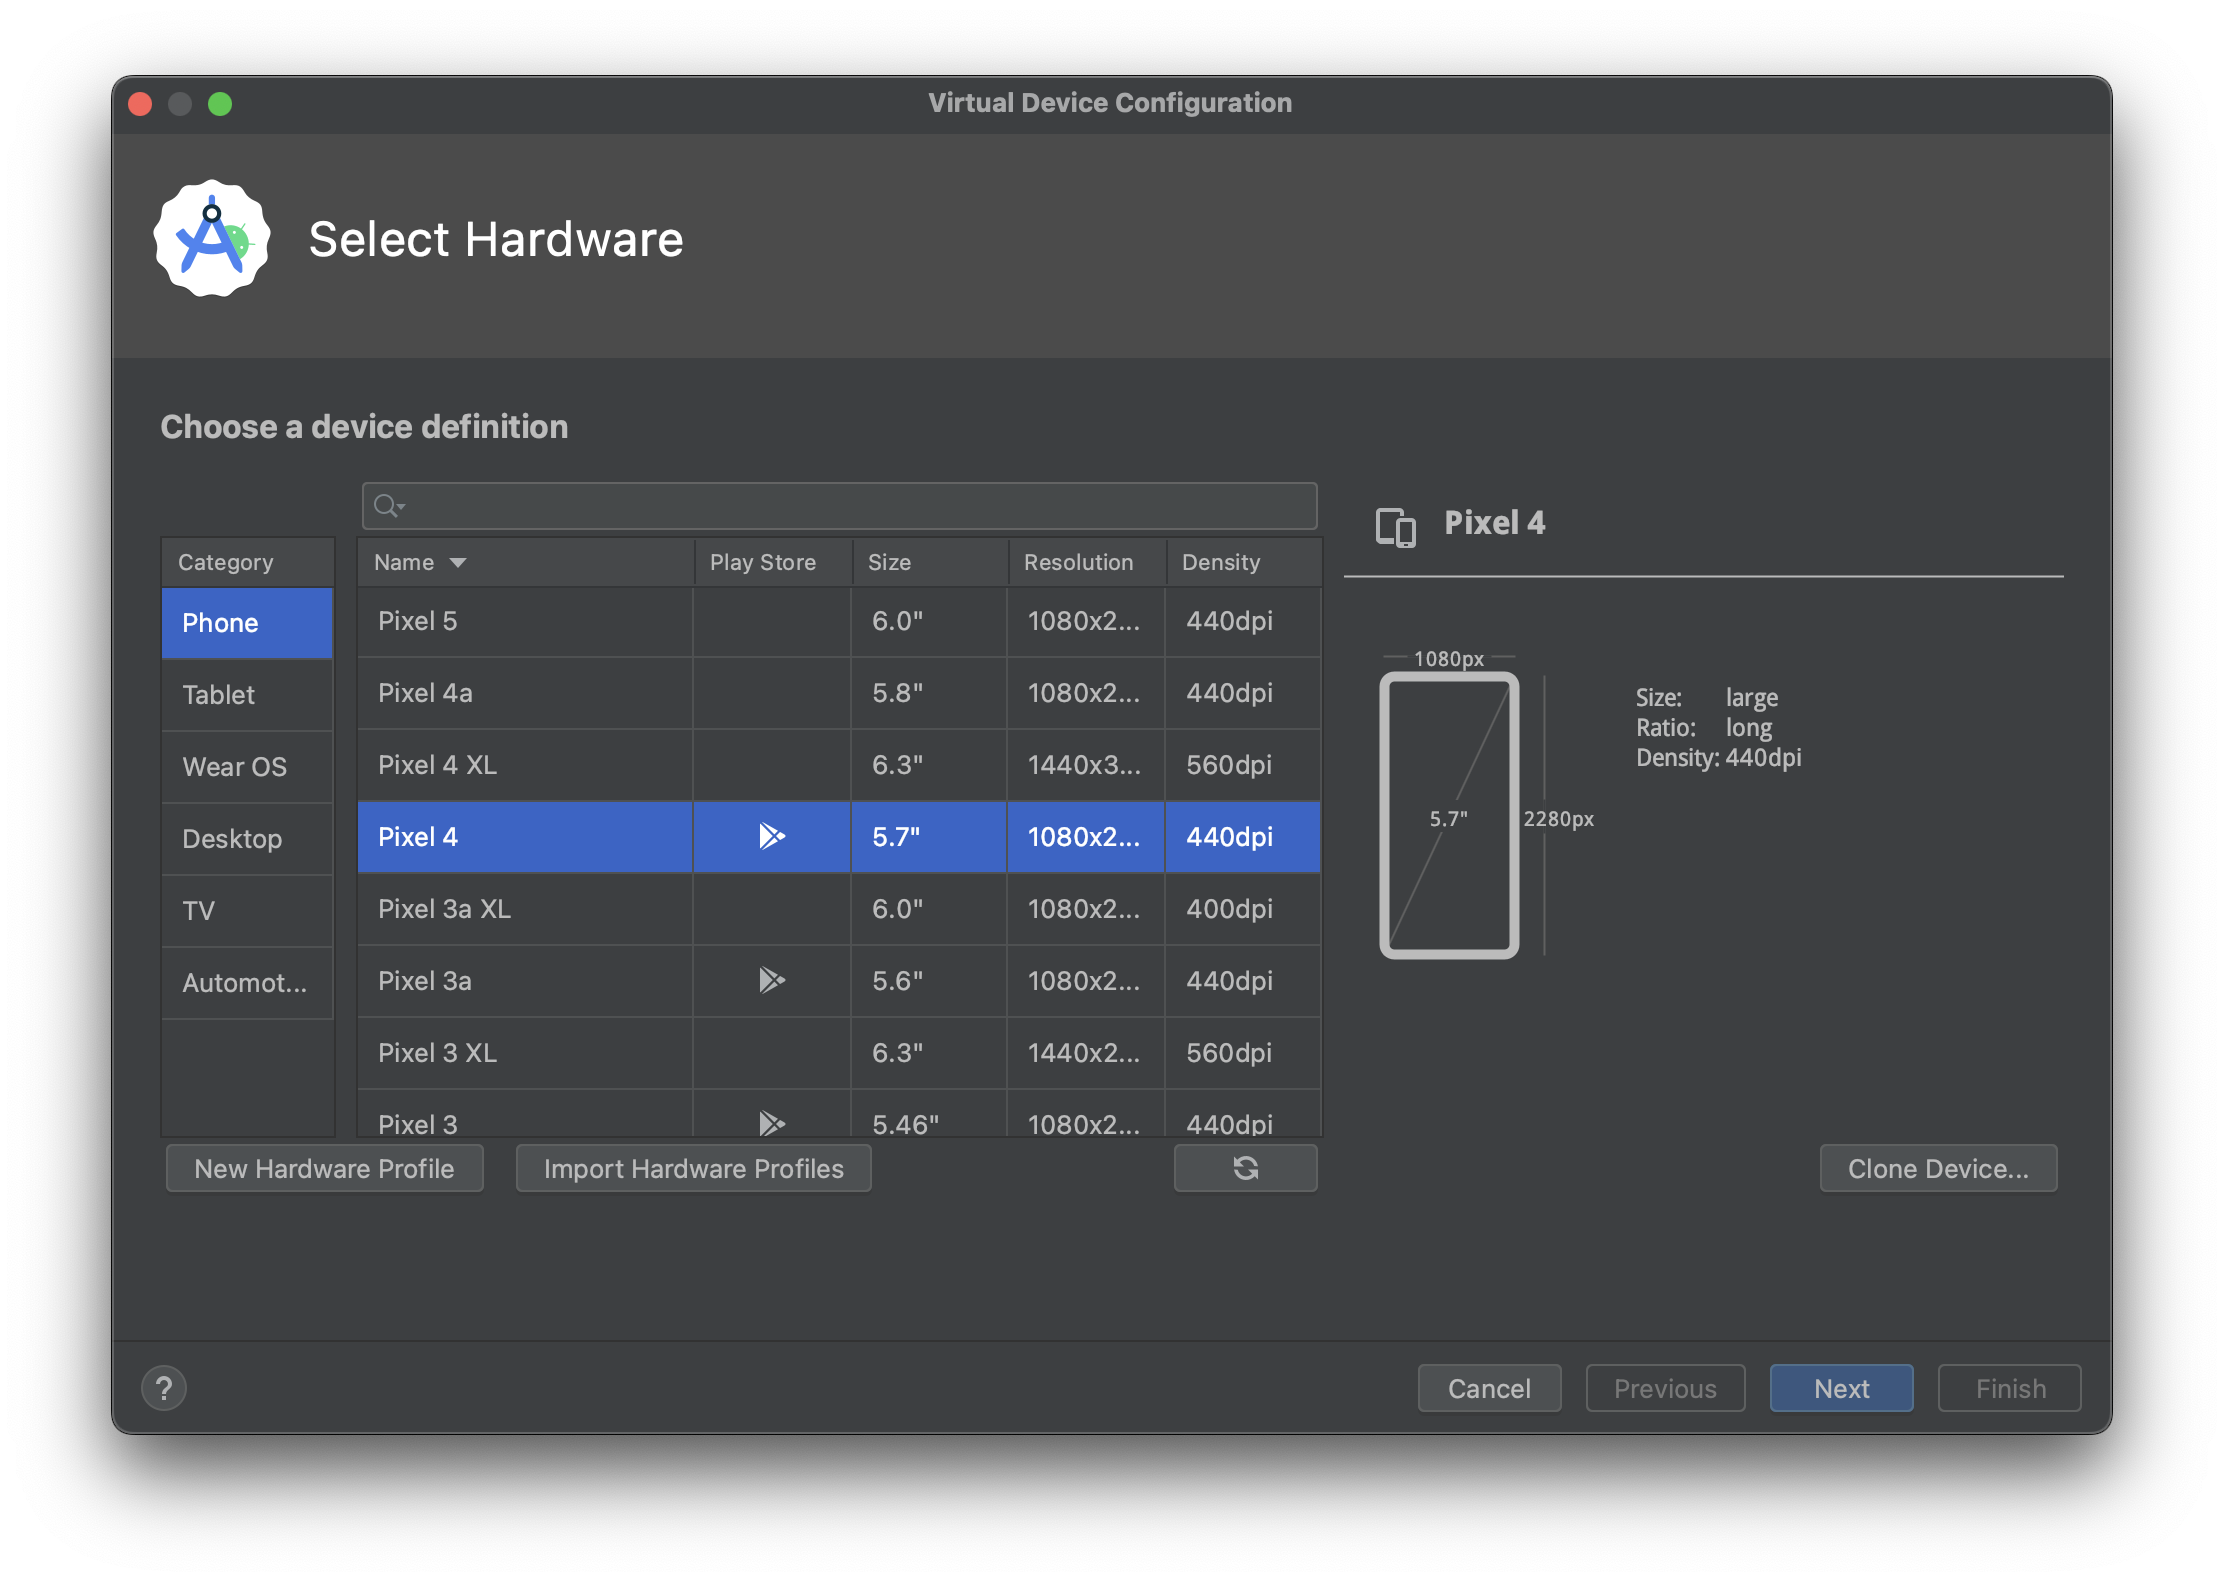 Virtual Device Configuration
Select Hardware
Choose a device definition
Category
Phone
Tablet
Wear OS
Desktop
TV
Automot...
Name Play Store Size Resolution Density
Pixel 5 6.0" 1080x2... 440dpi
Pixel 4a 5.8" 1080x2... 440dpi
Pixel 4 XL 6.3" 1440x3... 560dpi
Pixel 4 5.7" 1080x2... 440dpi
Pixel 3a XL 6.0" 1080x2... 400dpi
Pixel 3a 5.6" 1080x2... 440dpi
Pixel 3 XL 6.3" 1440x2... 560dpi
Pixel 3 5.46" 1080x2... 440dpi
Pixel 4
1080px
5.7"
2280px
Size: large
Ratio: long
Density: 440dpi
New Hardware Profile Import Hardware Profiles Clone Device...
? Cancel Previous Next Finish